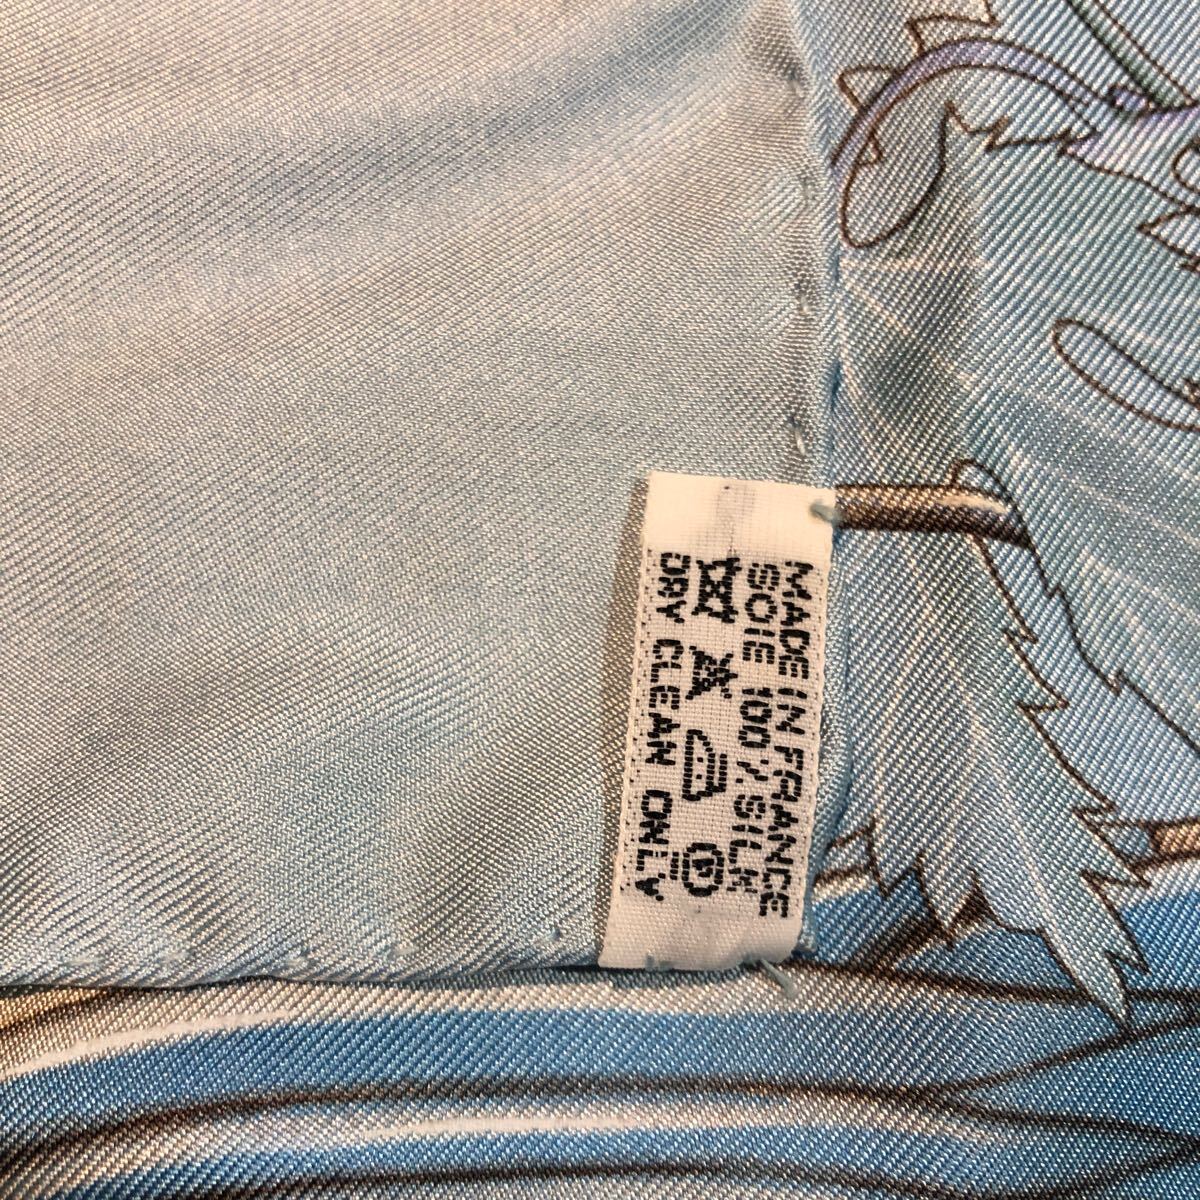 MADE IN FRANCE
SOIE 100% SILK
P
DRY CLEAN ONLY